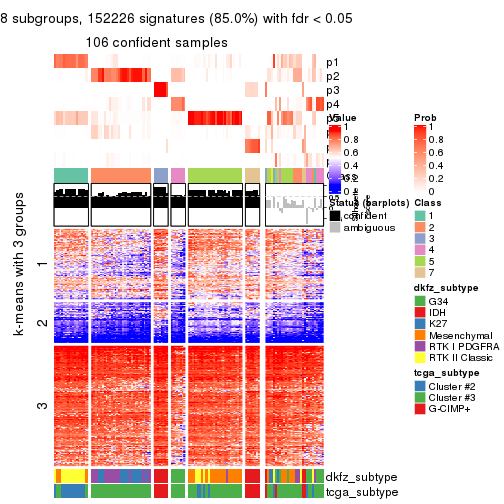 8 subgroups, 152226 signatures (85.0%) with fdr < 0.05
106 confident samples
p1
p2
p3
p4
Value
1
0.8
0.6
0.4
0.2
0
Prob
1
0.8
0.6
0.4
0.2
0
Status (barplots)
confident
ambiguous
Class
1
2
3
4
5
7
dkfz_subtype
G34
IDH
K27
Mesenchymal
RTK I PDGFRA
RTK II Classic
tcga_subtype
Cluster #2
Cluster #3
G-CIMP+
k-means with 3 groups
1
2
3
dkfz_subtype
tcga_subtype